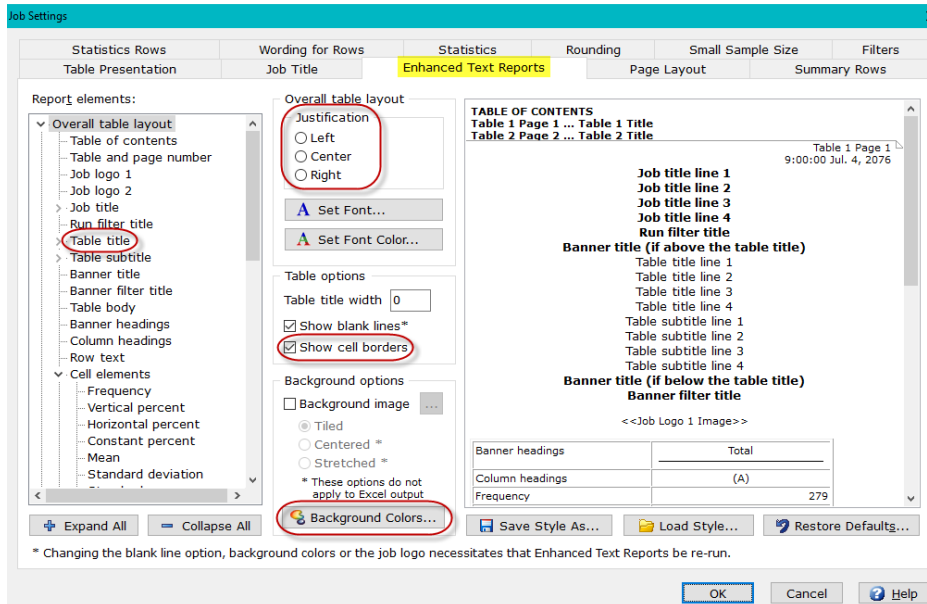 Job Settings
Statistics Rows
Wording for Rows
Statistics
Rounding
Small Sample Size
Filters
Table Presentation
Job Title
Enhanced Text Reports
Page Layout
Summary Rows
Report elements:
Overall table layout
Table of contents
Table and page number
Job logo 1
Job logo 2
Job title
Run filter title
Table title
Table subtitle
Banner title
Banner filter title
Table body
Banner headings
Column headings
Row text
Cell elements
Frequency
Vertical percent
Horizontal percent
Constant percent
Mean
Standard deviation
Expand All
Collapse All
Overall table layout
Justification
Left
Center
Right
A Set Font...
A Set Font Color...
Table options
Table title width 0
Show blank lines*
Show cell borders
Background options
Background image ...
Tiled
Centered *
Stretched *
* These options do not
apply to Excel output
Background Colors...
TABLE OF CONTENTS
Table 1 Page 1 ... Table 1 Title
Table 2 Page 2 ... Table 2 Title
Table 1 Page 1
9:00:00 Jul. 4, 2076
Job title line 1
Job title line 2
Job title line 3
Job title line 4
Run filter title
Banner title (if above the table title)
Table title line 1
Table title line 2
Table title line 3
Table title line 4
Table subtitle line 1
Table subtitle line 2
Table subtitle line 3
Table subtitle line 4
Banner title (if below the table title)
Banner filter title
<<Job Logo 1 Image>>
Banner headings Total
Column headings (A)
Frequency 279
Save Style As...
Load Style...
Restore Defaults...
* Changing the blank line option, background colors or the job logo necessitates that Enhanced Text Reports be re-run.
OK
Cancel
Help